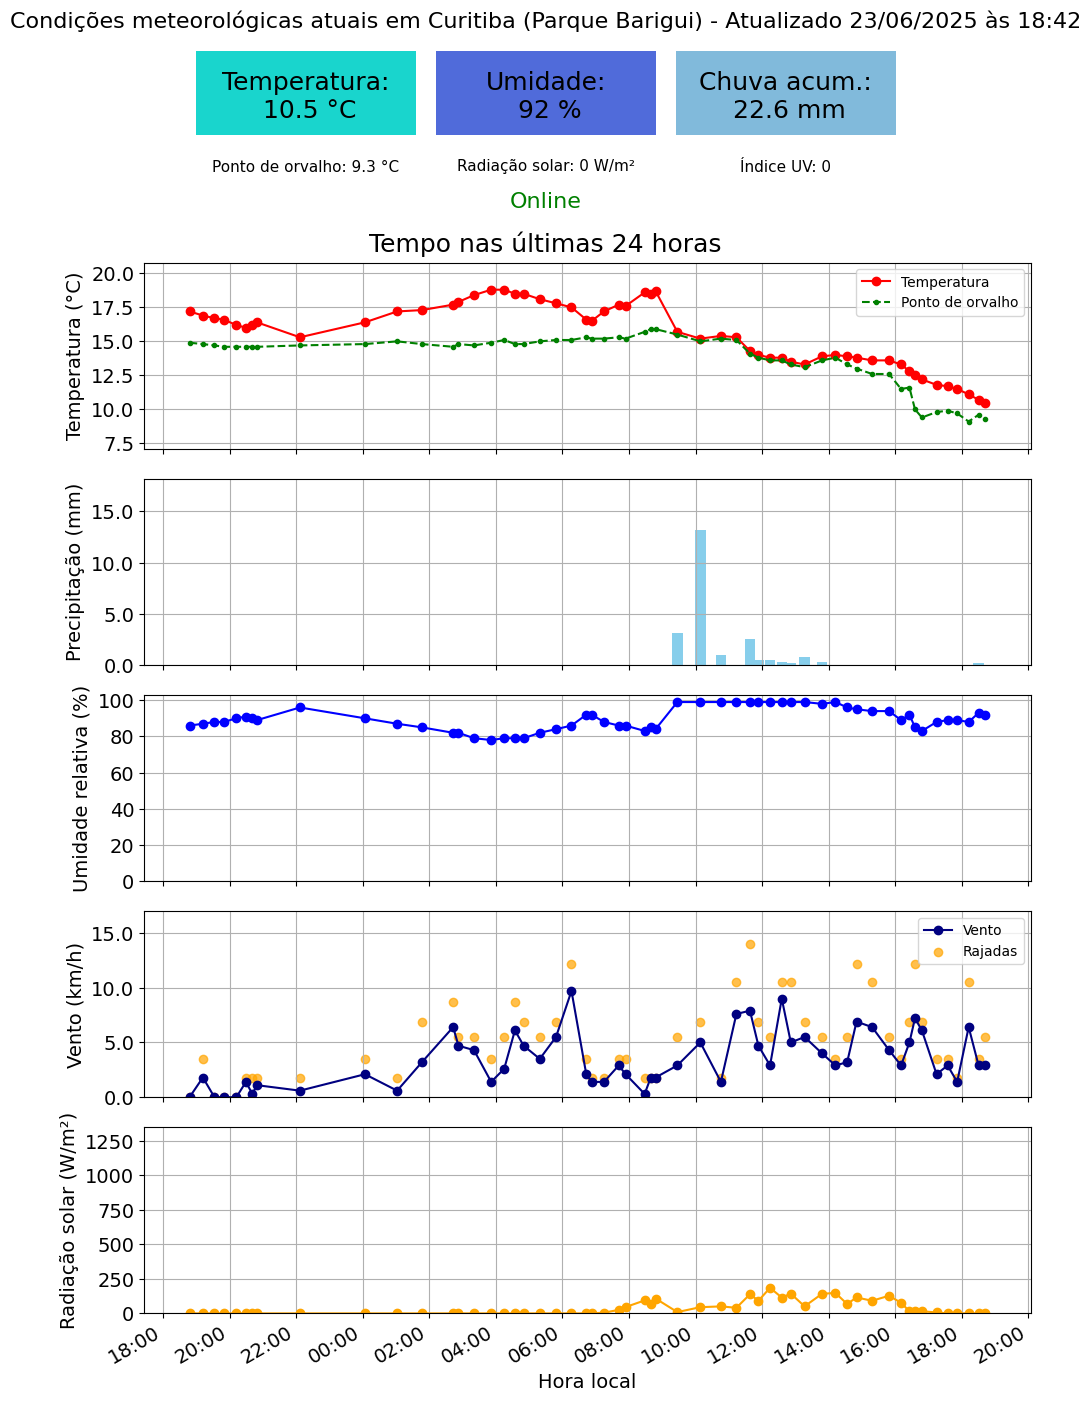 Condições meteorológicas atuais em Curitiba (Parque Barigui) - Atualizado 23/06/2025 às 18:42
Temperatura:
10.5 °C
Umidade:
92 %
Chuva acum.:
22.6 mm
Ponto de orvalho: 9.3 °C
Radiação solar: 0 W/m²
Índice UV: 0
Online
Tempo nas últimas 24 horas
Temperatura (°C)
20.0
17.5
15.0
12.5
10.0
7.5
Temperatura
Ponto de orvalho
Precipitação (mm)
15.0
10.0
5.0
0.0
Umidade relativa (%)
100
80
60
40
20
0
Vento (km/h)
15.0
10.0
5.0
0.0
Vento
Rajadas
Radiação solar (W/m²)
1250
1000
750
500
250
0
18:00
20:00
22:00
00:00
02:00
04:00
06:00
08:00
10:00
12:00
14:00
16:00
18:00
20:00
Hora local